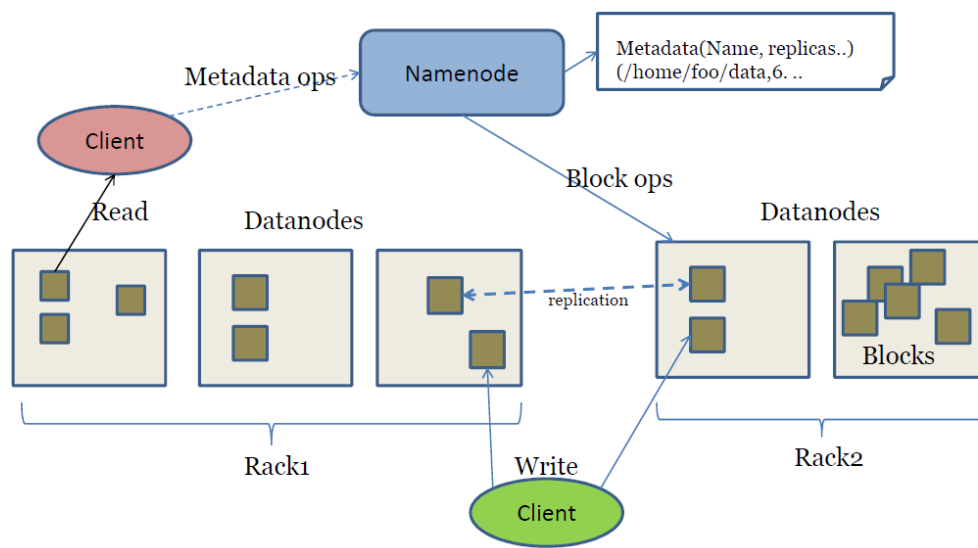 Metadata(Name, replicas..)
(/home/foo/data,6. ..
Namenode
Metadata ops
Client
Block ops
Read
Datanodes
Datanodes
replication
Blocks
Rack1
Write
Rack2
Client